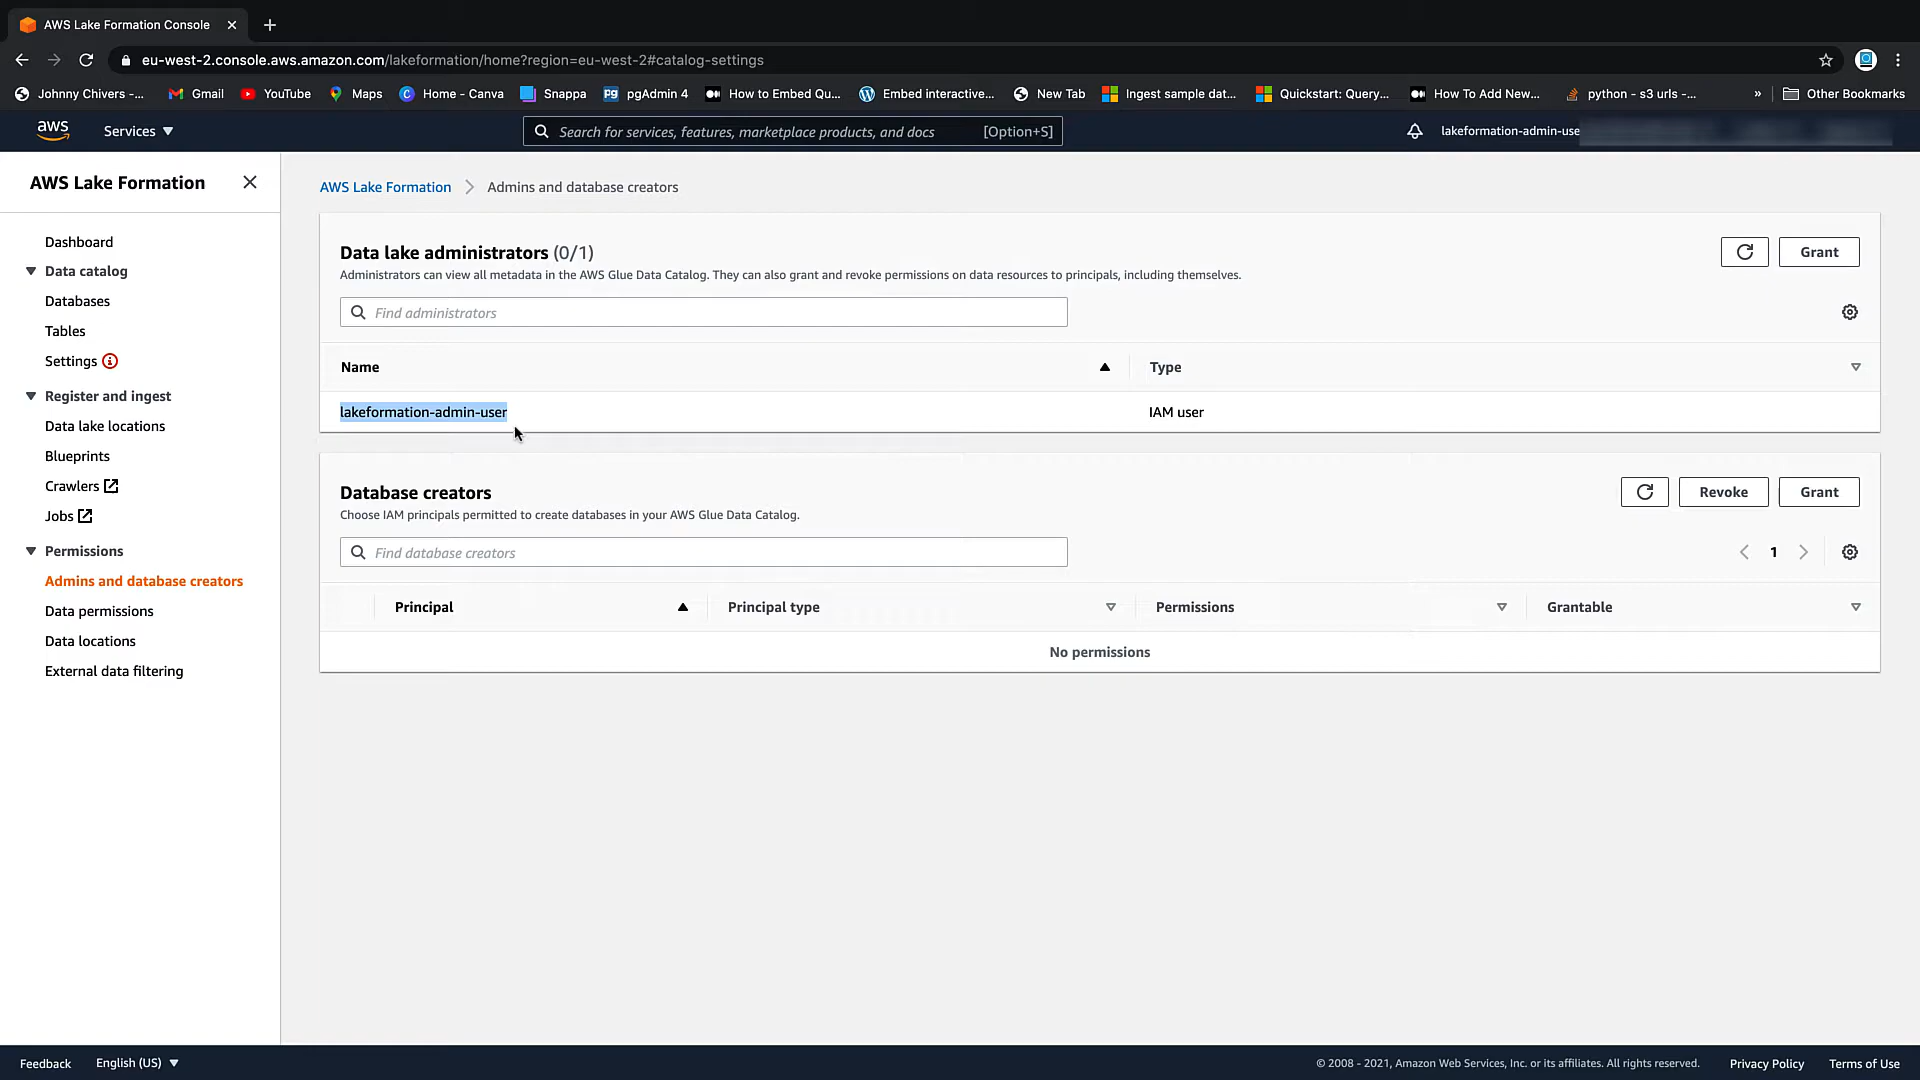 AWS Lake Formation Console
eu-west-2.console.aws.amazon.com/lakeformation/home?region=eu-west-2#catalog-settings
Johnny Chivers -... Gmail YouTube Maps Home - Canva Snappa pgAdmin 4 How to Embed Qu... Embed interactive... New Tab Ingest sample dat... Quickstart: Query,... How To Add New... python - s3 urls -... » Other Bookmarks
aws Services Search for services, features, marketplace products, and docs [Option+S] lakeformation-admin-use
AWS Lake Formation
Dashboard
Data catalog
Databases
Tables
Settings
Register and ingest
Data lake locations
Blueprints
Crawlers
Jobs
Permissions
Admins and database creators
Data permissions
Data locations
External data filtering
AWS Lake Formation Admins and database creators
Data lake administrators (0/1)
Grant
Administrators can view all metadata in the AWS Glue Data Catalog. They can also grant and revoke permissions on data resources to principals, including themselves.
Find administrators
Name Type
lakeformation-admin-user IAM user
Database creators
Revoke Grant
Choose IAM principals permitted to create databases in your AWS Glue Data Catalog.
Find database creators
1
Principal Principal type Permissions Grantable
No permissions
Feedback English (US) © 2008 - 2021, Amazon Web Services, Inc. or its affiliates. All rights reserved. Privacy Policy Terms of Use